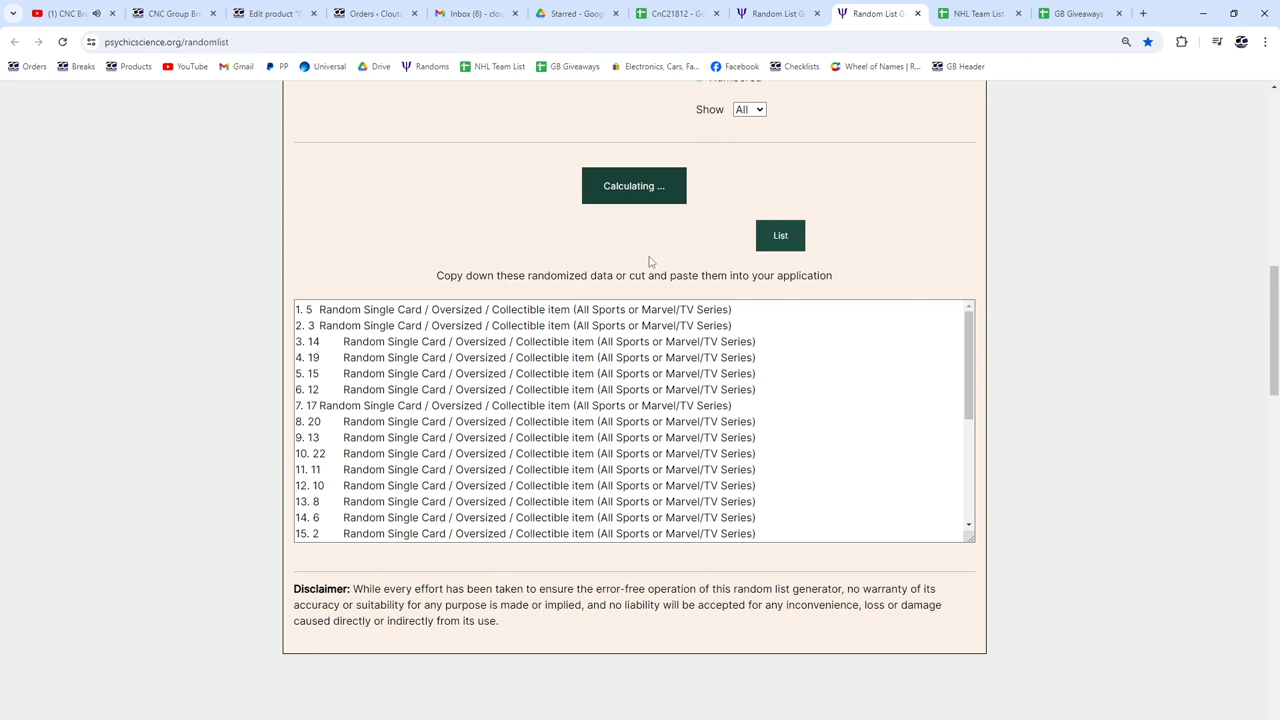 (1) CNC Bre
CNC Group Bre
Edit product "G
Orders ‹ Clouts
Inbox (6) - clou
Starred - Goog
CnC21812 - Go
Random List Ge
Random List Ge
NHL Team List
GB Giveaways
psychicscience.org/randomlist
Orders
Breaks
Products
YouTube
Gmail
PP
Universal
Drive
Randoms
NHL Team List
GB Giveaways
Electronics, Cars, Fa...
Facebook
Checklists
Wheel of Names | R...
GB Header
Numbered
Show All
Calculating ...
List
Copy down these randomized data or cut and paste them into your application
1. 5 Random Single Card / Oversized / Collectible item (All Sports or Marvel/TV Series)
2. 3 Random Single Card / Oversized / Collectible item (All Sports or Marvel/TV Series)
3. 14 Random Single Card / Oversized / Collectible item (All Sports or Marvel/TV Series)
4. 19 Random Single Card / Oversized / Collectible item (All Sports or Marvel/TV Series)
5. 15 Random Single Card / Oversized / Collectible item (All Sports or Marvel/TV Series)
6. 12 Random Single Card / Oversized / Collectible item (All Sports or Marvel/TV Series)
7. 17 Random Single Card / Oversized / Collectible item (All Sports or Marvel/TV Series)
8. 20 Random Single Card / Oversized / Collectible item (All Sports or Marvel/TV Series)
9. 13 Random Single Card / Oversized / Collectible item (All Sports or Marvel/TV Series)
10. 22 Random Single Card / Oversized / Collectible item (All Sports or Marvel/TV Series)
11. 11 Random Single Card / Oversized / Collectible item (All Sports or Marvel/TV Series)
12. 10 Random Single Card / Oversized / Collectible item (All Sports or Marvel/TV Series)
13. 8 Random Single Card / Oversized / Collectible item (All Sports or Marvel/TV Series)
14. 6 Random Single Card / Oversized / Collectible item (All Sports or Marvel/TV Series)
15. 2 Random Single Card / Oversized / Collectible item (All Sports or Marvel/TV Series)
Disclaimer: While every effort has been taken to ensure the error-free operation of this random list generator, no warranty of its
accuracy or suitability for any purpose is made or implied, and no liability will be accepted for any inconvenience, loss or damage
caused directly or indirectly from its use.